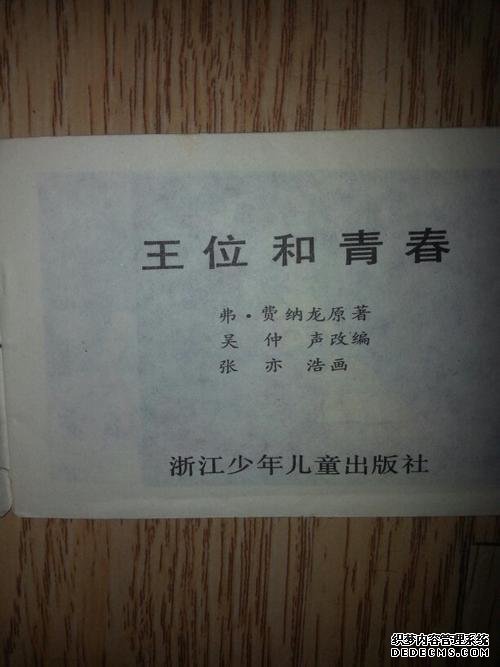 王位和青春
弗·费纳龙原著
吴仲声改编
张亦浩画
浙江少年儿童出版社
织梦内容管理系统
DEDECMS.COM